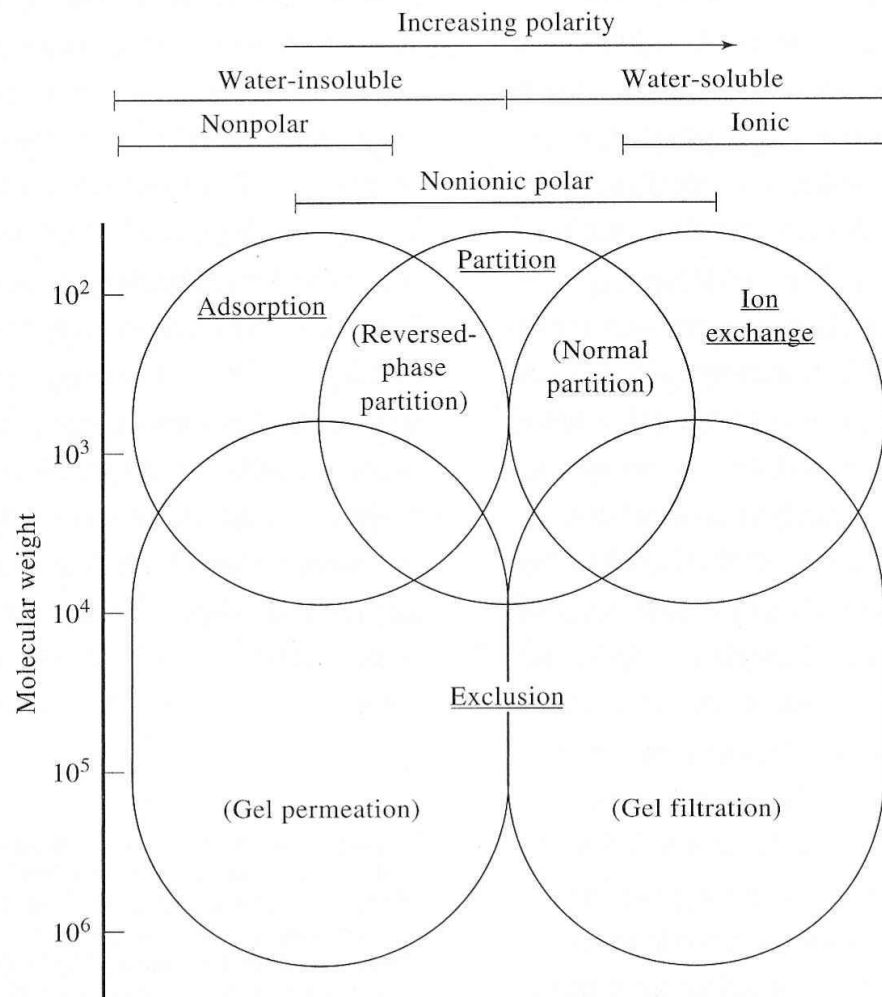 Increasing polarity
Water-insoluble
Water-soluble
Nonpolar
Ionic
Nonionic polar
Partition
Adsorption
Ion
exchange
(Reversed-
phase
partition)
(Normal
partition)
10²
10³
10⁴
10⁵
10⁶
Molecular weight
Exclusion
(Gel permeation)
(Gel filtration)